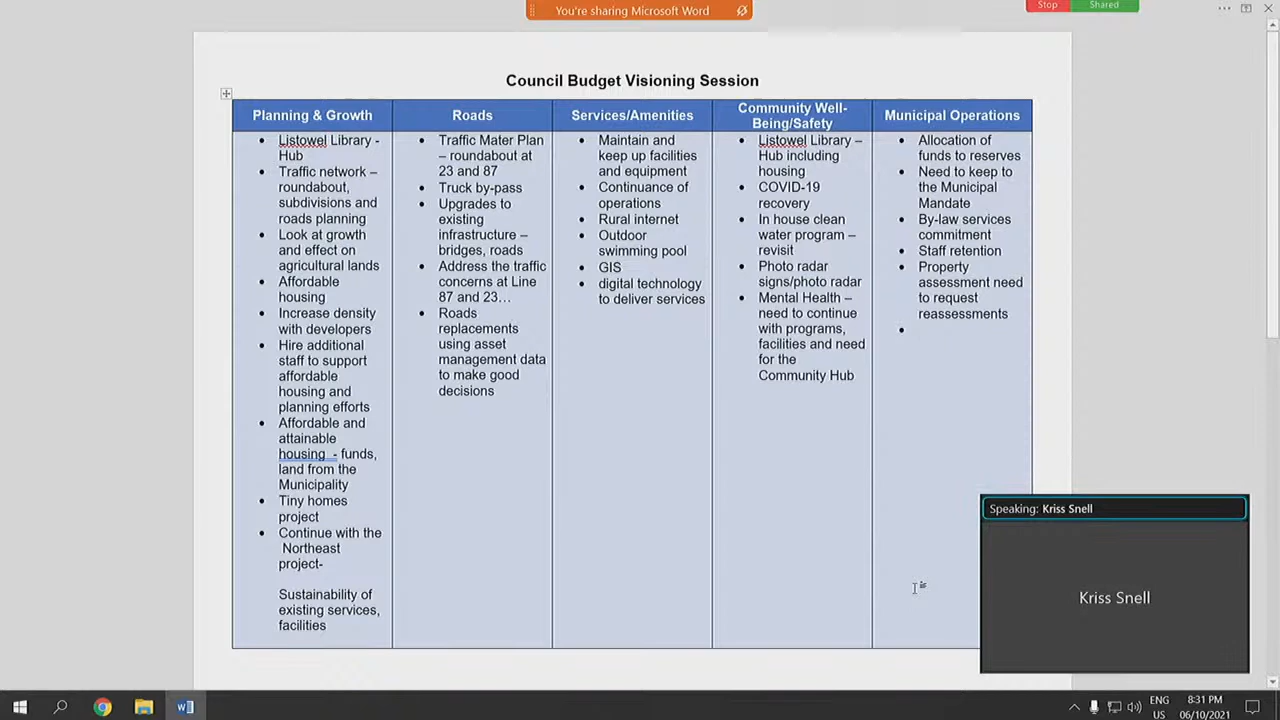 You're sharing Microsoft Word
Stop
Shared
Council Budget Visioning Session
Planning & Growth
Listowel Library -
Hub
Traffic network –
roundabout,
subdivisions and
roads planning
Look at growth
and effect on
agricultural lands
Affordable
housing
Increase density
with developers
Hire additional
staff to support
affordable
housing and
planning efforts
Affordable and
attainable
housing - funds,
land from the
Municipality
Tiny homes
project
Continue with the
Northeast
project-
Sustainability of
existing services,
facilities
Roads
Traffic Mater Plan
– roundabout at
23 and 87
Truck by-pass
Upgrades to
existing
infrastructure –
bridges, roads
Address the traffic
concerns at Line
87 and 23…
Roads
replacements
using asset
management data
to make good
decisions
Services/Amenities
Maintain and
keep up facilities
and equipment
Continuance of
operations
Rural internet
Outdoor
swimming pool
GIS
digital technology
to deliver services
Community Well-
Being/Safety
Listowel Library –
Hub including
housing
COVID-19
recovery
In house clean
water program –
revisit
Photo radar
signs/photo radar
Mental Health –
need to continue
with programs,
facilities and need
for the
Community Hub
Municipal Operations
Allocation of
funds to reserves
Need to keep to
the Municipal
Mandate
By-law services
commitment
Staff retention
Property
assessment need
to request
reassessments
Speaking: Kriss Snell
Kriss Snell
ENG
US
8:31 PM
06/10/2021